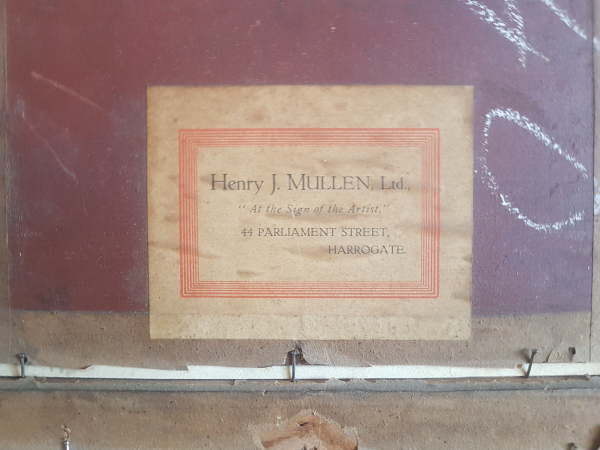 Henry J. MULLEN, Ltd.,
"At the Sign of the Artist,"
44 PARLIAMENT STREET,
HARROGATE.